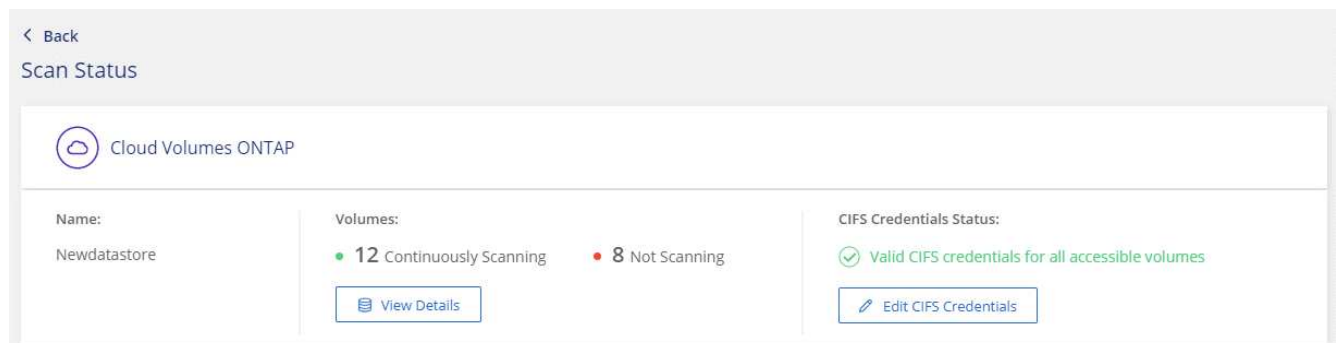 Back
Scan Status
Cloud Volumes ONTAP
Name:
Newdatastore
Volumes:
12 Continuously Scanning
8 Not Scanning
View Details
CIFS Credentials Status:
Valid CIFS credentials for all accessible volumes
Edit CIFS Credentials